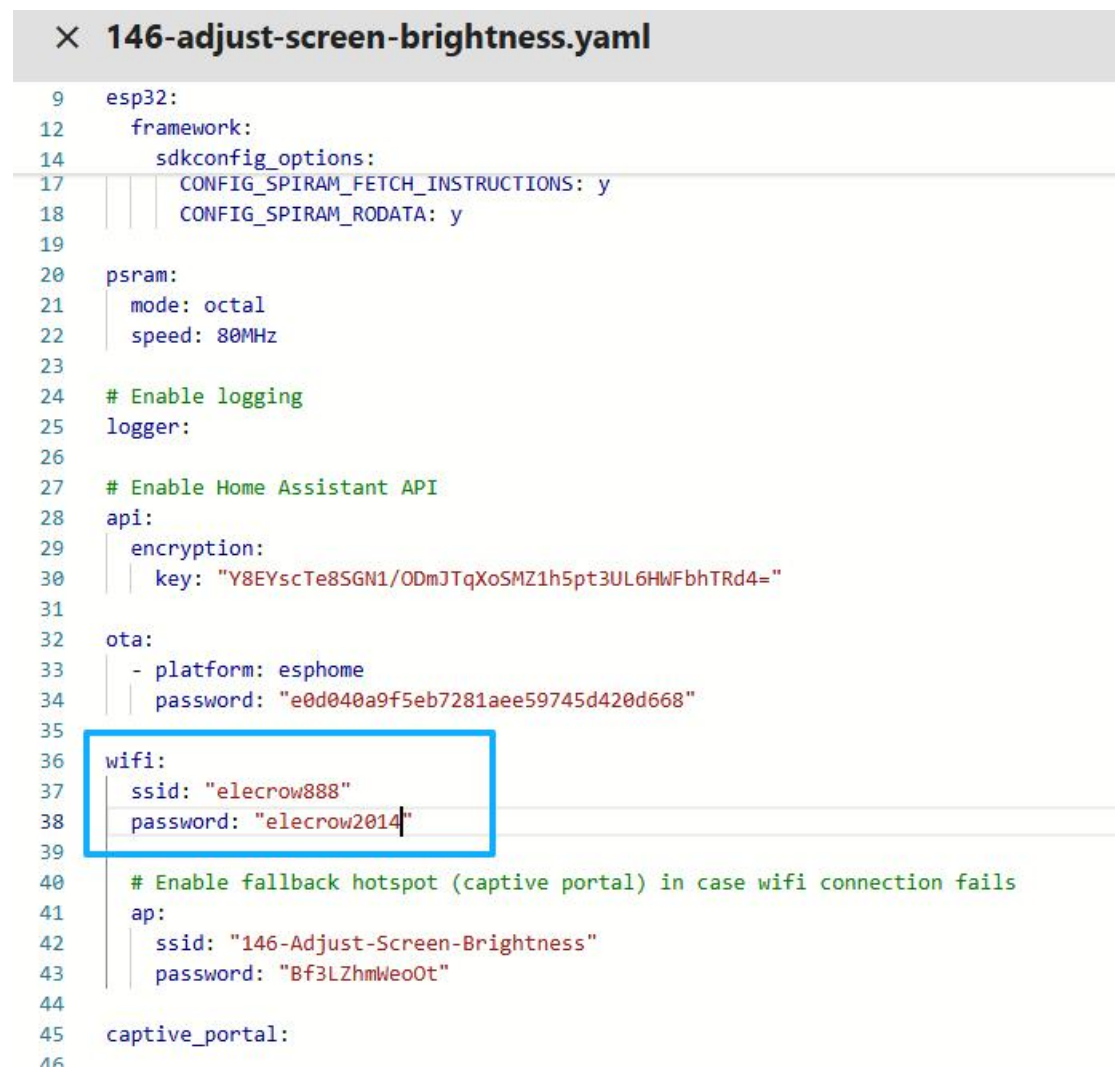 × 146-adjust-screen-brightness.yaml
9 esp32:
12 framework:
14 sdkconfig_options:
17 CONFIG_SPIRAM_FETCH_INSTRUCTIONS: y
18 CONFIG_SPIRAM_RODATA: y
19
20 psram:
21 mode: octal
22 speed: 80MHz
23
24 # Enable logging
25 logger:
26
27 # Enable Home Assistant API
28 api:
29 encryption:
30 key: "Y8EYscTe8SGN1/ODmJTqXoSMZ1h5pt3UL6HWFbhTRd4="
31
32 ota:
33 - platform: esphome
34 password: "e0d040a9f5eb7281aee59745d420d668"
35
36 wifi:
37 ssid: "elecrow888"
38 password: "elecrow2014"
39
40 # Enable fallback hotspot (captive portal) in case wifi connection fails
41 ap:
42 ssid: "146-Adjust-Screen-Brightness"
43 password: "Bf3LZhmWeoOt"
44
45 captive_portal:
46